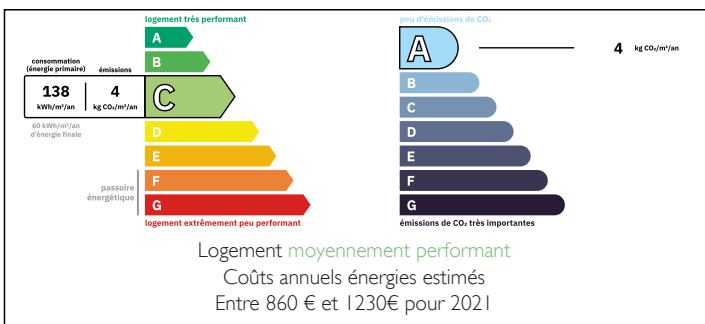 logement très performant
A
B
consommation
(énergie primaire)
émissions
138
kWh/m²/an
4
kg CO₂/m²/an
C
60 kWh/m²/an
d'énergie finale
D
E
passoire
énergétique
F
G
logement extrêmement peu performant
peu d'émissions de CO₂
A
4 kg CO₂/m²/an
B
C
D
E
F
G
émissions de CO₂ très importantes
Logement moyennement performant
Coûts annuels énergies estimés
Entre 860 € et 1230€ pour 2021